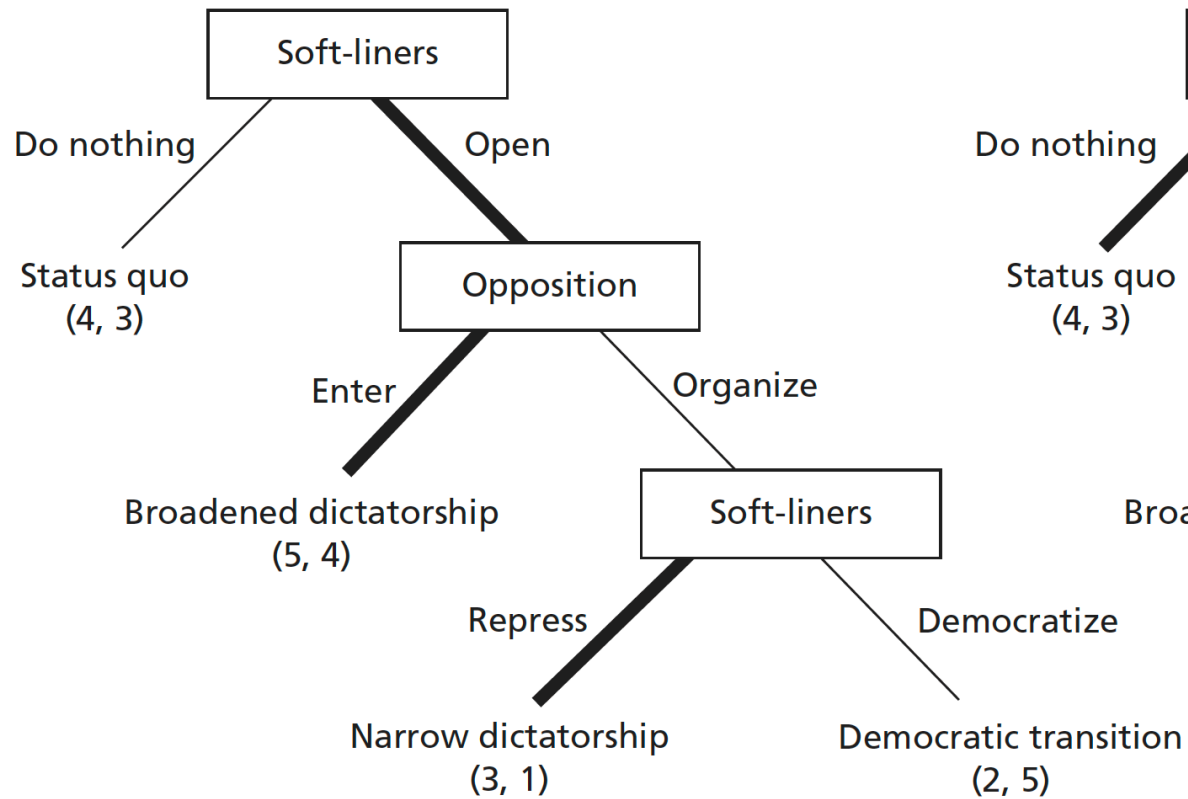 Soft-liners
Do nothing
Open
Do nothing
Status quo
(4, 3)
Opposition
Status quo
(4, 3)
Enter
Organize
Broadened dictatorship
(5, 4)
Soft-liners
Broa
Repress
Democratize
Narrow dictatorship
(3, 1)
Democratic transition
(2, 5)